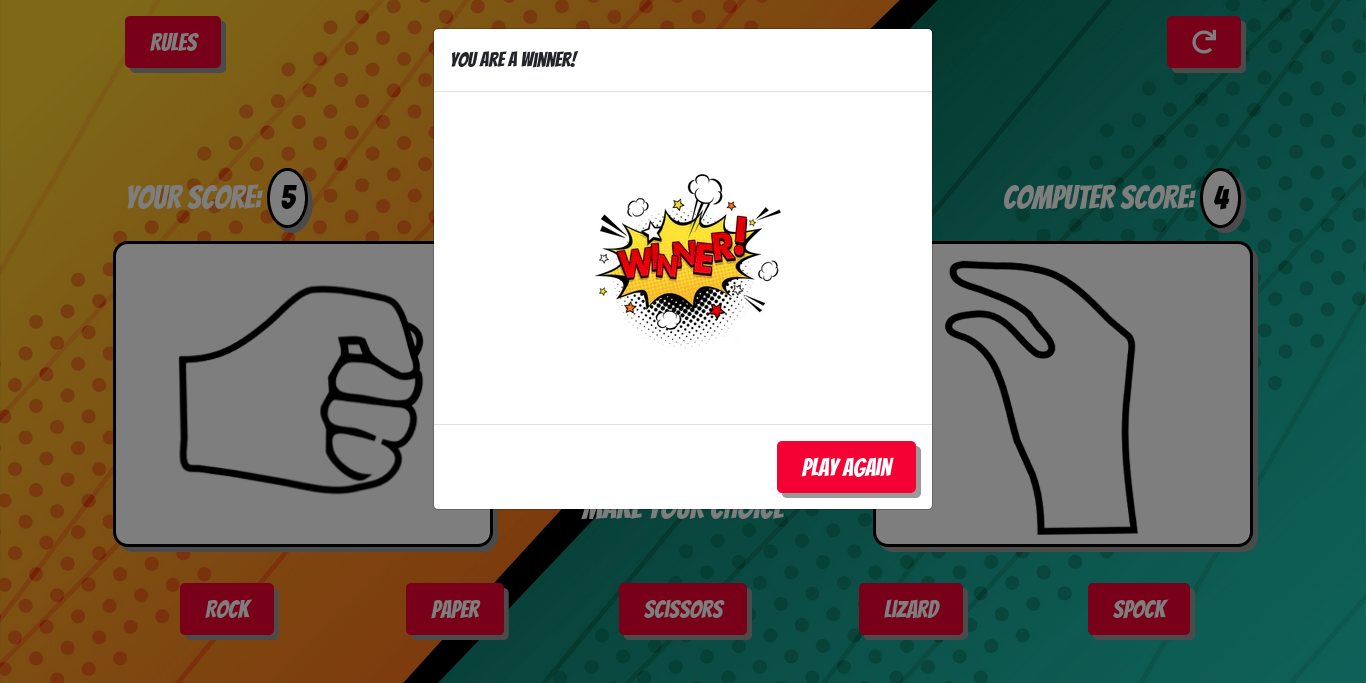 RULES
YOU ARE A WINNER!
YOUR SCORE: 5
COMPUTER SCORE: 4
WINNER!
PLAY AGAIN
MAKE YOUR CHOICE
ROCK
PAPER
SCISSORS
LIZARD
SPOCK